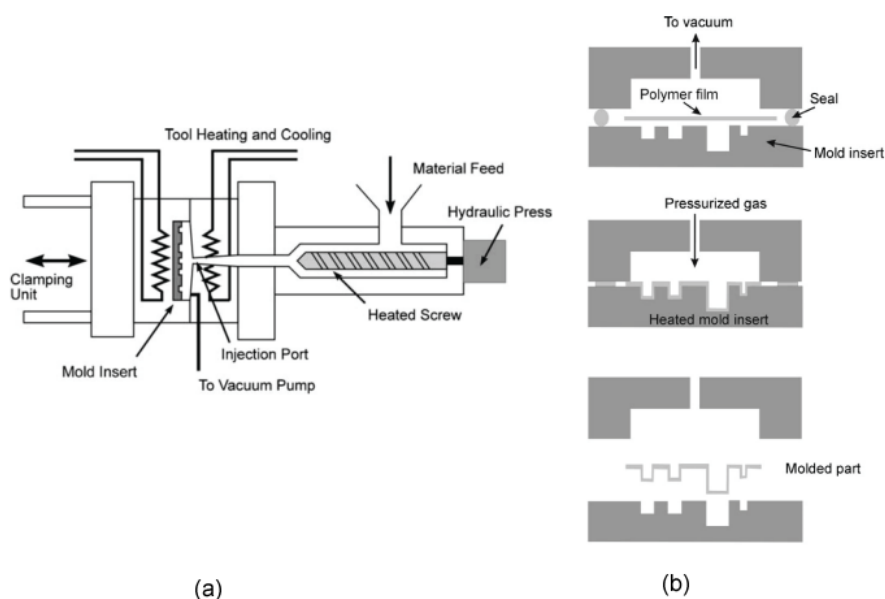 Tool Heating and Cooling
Material Feed
Hydraulic Press
Clamping
Unit
Heated Screw
Injection Port
Mold Insert
To Vacuum Pump
(a)
To vacuum
Polymer film
Seal
Mold insert
Pressurized gas
Heated mold insert
Molded part
(b)